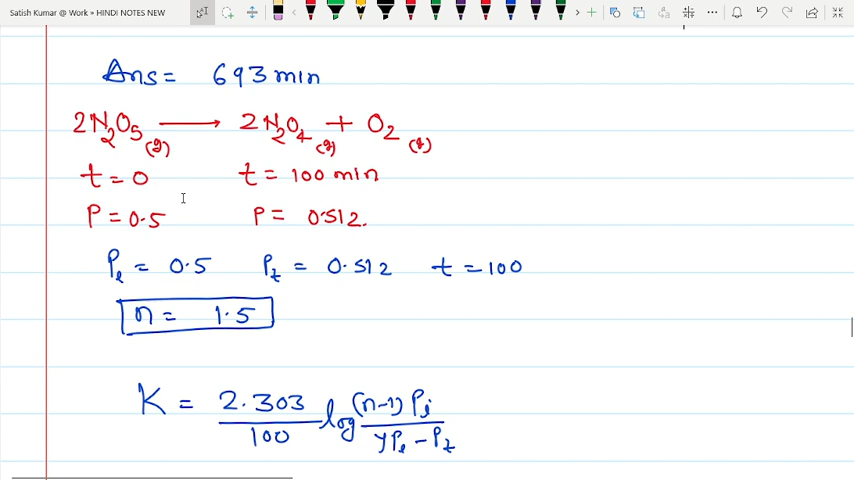 Satish Kumar @ Work » HINDI NOTES NEW
Ans = 693 min
2N₂O₅(g) ⟶ 2N₂O₄(g) + O₂(g)
t = 0 t = 100 min
P = 0.5 P = 0.512.
Pᵢ = 0.5 Pₜ = 0.512 t = 100
n = 1.5
K = 2.303/100 log (n-1) Pᵢ / yPᵢ - Pₜ